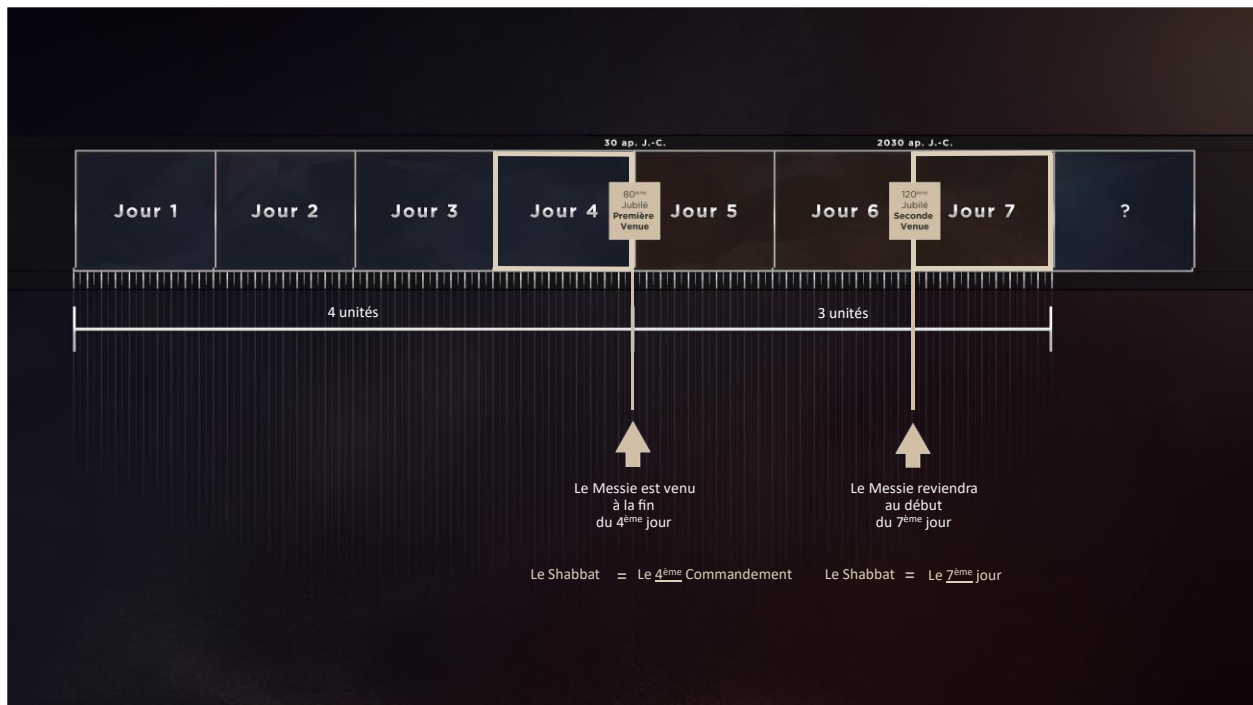 30 ap. J.-C.
2030 ap. J.-C.
Jour 1
Jour 2
Jour 3
Jour 4
80ème
Jubilé
Première
Venue
Jour 5
Jour 6
120ème
Jubilé
Seconde
Venue
Jour 7
?
4 unités
3 unités
Le Messie est venu
à la fin
du 4ème jour
Le Messie reviendra
au début
du 7ème jour
Le Shabbat = Le 4ème Commandement
Le Shabbat = Le 7ème jour